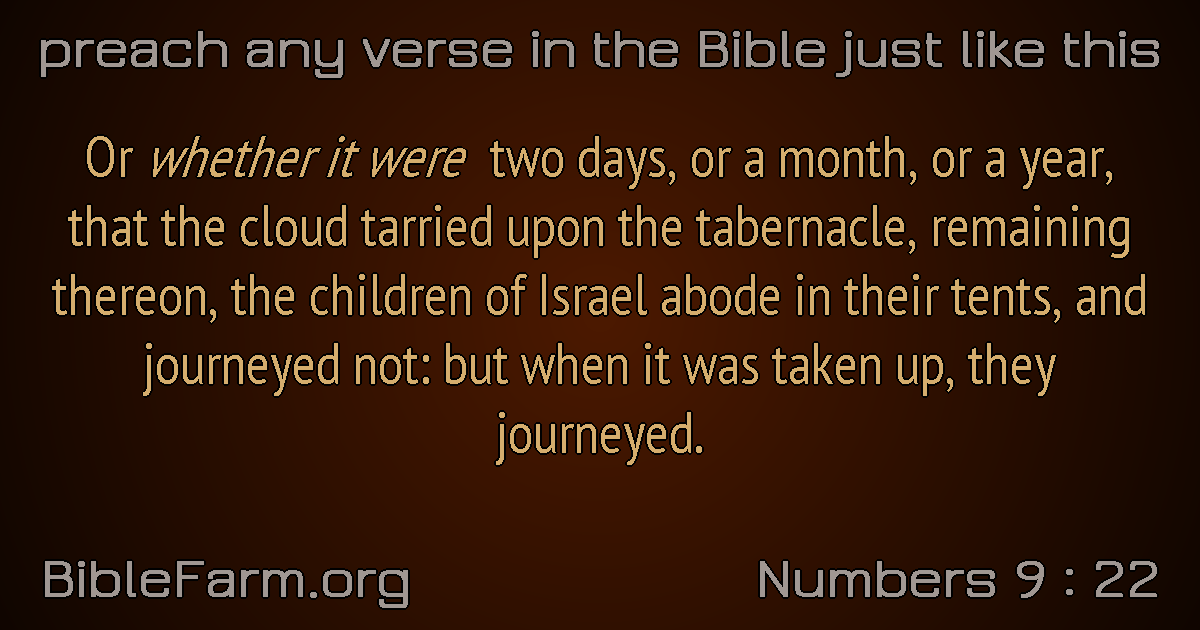 preach any verse in the Bible just like this
Or whether it were two days, or a month, or a year,
that the cloud tarried upon the tabernacle, remaining
thereon, the children of Israel abode in their tents, and
journeyed not: but when it was taken up, they
journeyed.
BibleFarm.org
Numbers 9 : 22